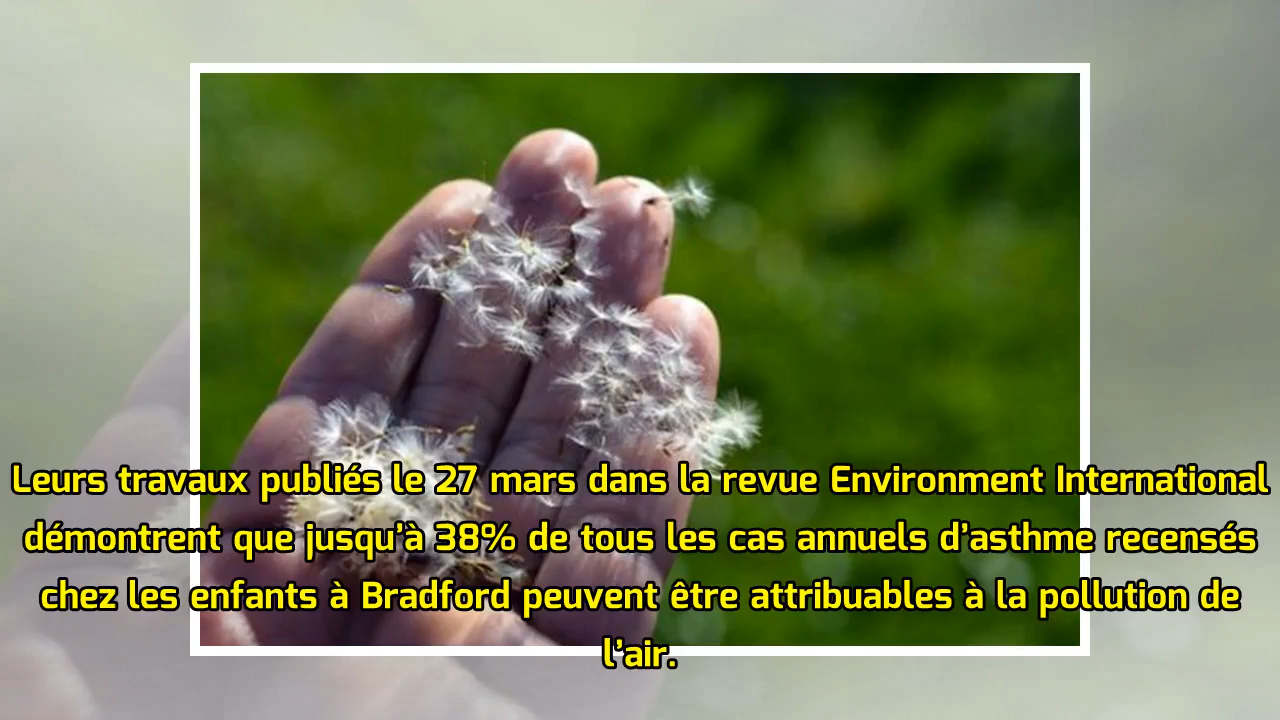 Leurs travaux publiés le 27 mars dans la revue Environment International
démontrent que jusqu’à 38% de tous les cas annuels d’asthme recensés
chez les enfants à Bradford peuvent être attribuables à la pollution de
l’air.